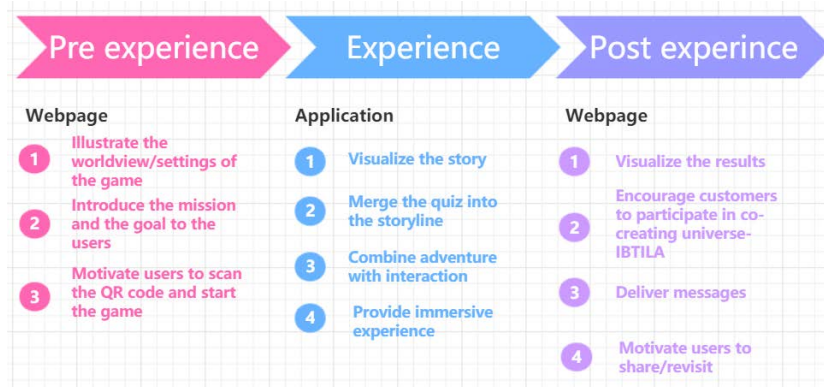 Pre experience
Experience
Post experince
Webpage
1
Illustrate the
worldview/settings of
the game
2
Introduce the mission
and the goal to the
users
3
Motivate users to scan
the QR code and start
the game
Application
1
Visualize the story
2
Merge the quiz into
the storyline
3
Combine adventure
with interaction
4
Provide immersive
experience
Webpage
1
Visualize the results
2
Encourage customers
to participate in co-
creating universe-
IBTILA
3
Deliver messages
4
Motivate users to
share/revisit